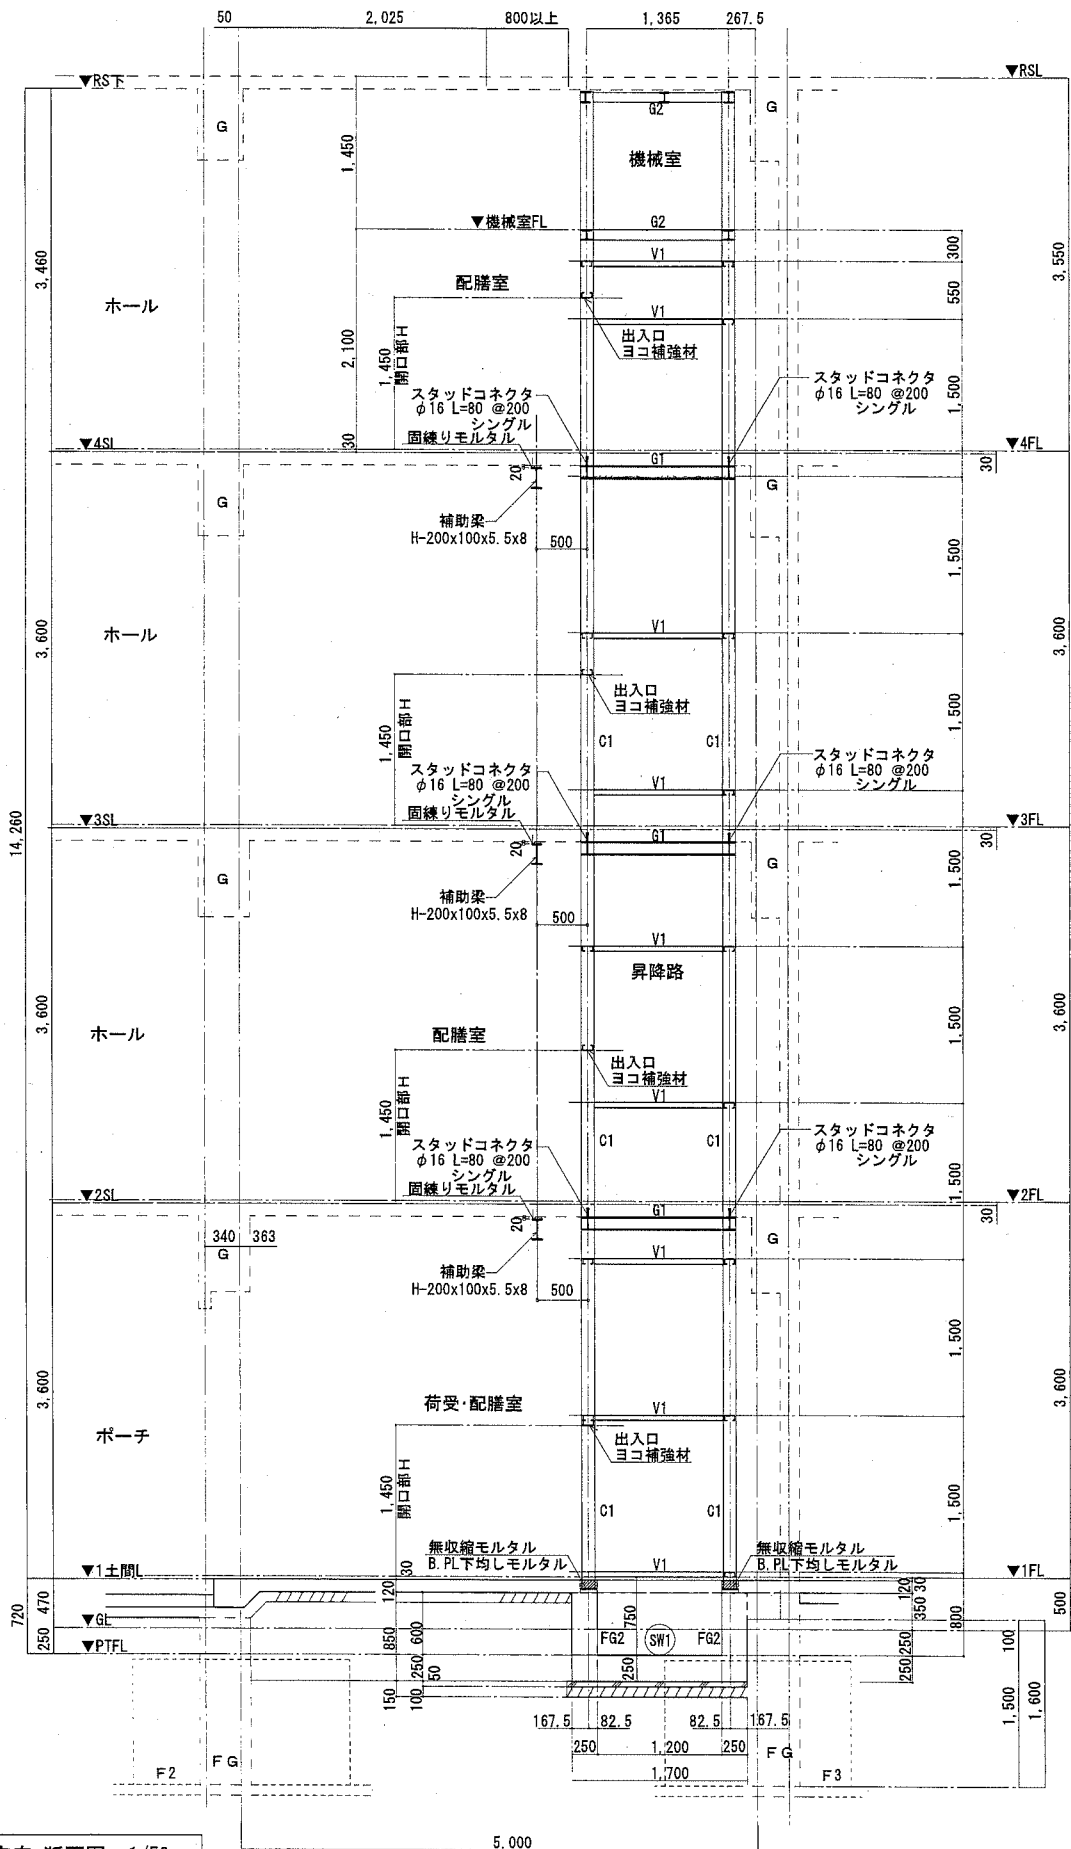 50
2,025
800以上
1,365
267.5
▼RS下
▼RSL
G
G2
G
機械室
1,450
▼機械室FL
G2
300
V1
3,460
配膳室
550
3,550
ホール
V1
出入口
ヨコ補強材
2,100
1,450
開口部H
スタッドコネクタ
φ16 L=80 @200
シングル
固練りモルタル
スタッドコネクタ
φ16 L=80 @200
シングル
1,500
30
▼4SL
▼4FL
G1
30
20
G
G
補助梁
H-200x100x5.5x8
500
1,500
ホール
V1
3,600
3,600
出入口
ヨコ補強材
1,450
開口部H
C1
C1
1,500
スタッドコネクタ
φ16 L=80 @200
シングル
固練りモルタル
スタッドコネクタ
φ16 L=80 @200
シングル
V1
14,260
▼3SL
▼3FL
G1
30
20
G
G
1,500
補助梁
H-200x100x5.5x8
500
V1
昇降路
3,600
ホール
配膳室
1,500
3,600
出入口
ヨコ補強材
V1
1,450
開口部H
C1
C1
スタッドコネクタ
φ16 L=80 @200
シングル
固練りモルタル
スタッドコネクタ
φ16 L=80 @200
シングル
1,500
▼2SL
▼2FL
G1
30
20
340
363
G
G
V1
補助梁
H-200x100x5.5x8
500
1,500
3,600
荷受・配膳室
V1
3,600
ポーチ
出入口
ヨコ補強材
1,450
開口部H
C1
C1
1,500
無収縮モルタル
B.PL下均しモルタル
無収縮モルタル
B.PL下均しモルタル
30
▼1土間L
V1
▼1FL
720
470
120
120
30
750
350
500
▼GL
850
600
FG2
SW1
FG2
800
250
▼PTFL
250
100
250
50
250
250
150
100
1,500
1,600
167.5
82.5
82.5
167.5
250
1,200
250
1,700
F2
FG
FG
F3
5,000